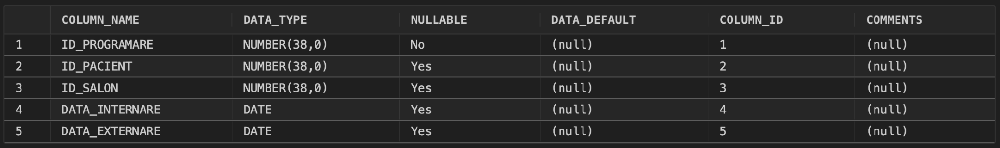 COLUMN_NAME DATA_TYPE NULLABLE DATA_DEFAULT COLUMN_ID COMMENTS
1 ID_PROGRAMARE NUMBER(38,0) No (null) 1 (null)
2 ID_PACIENT NUMBER(38,0) Yes (null) 2 (null)
3 ID_SALON NUMBER(38,0) Yes (null) 3 (null)
4 DATA_INTERNARE DATE Yes (null) 4 (null)
5 DATA_EXTERNARE DATE Yes (null) 5 (null)